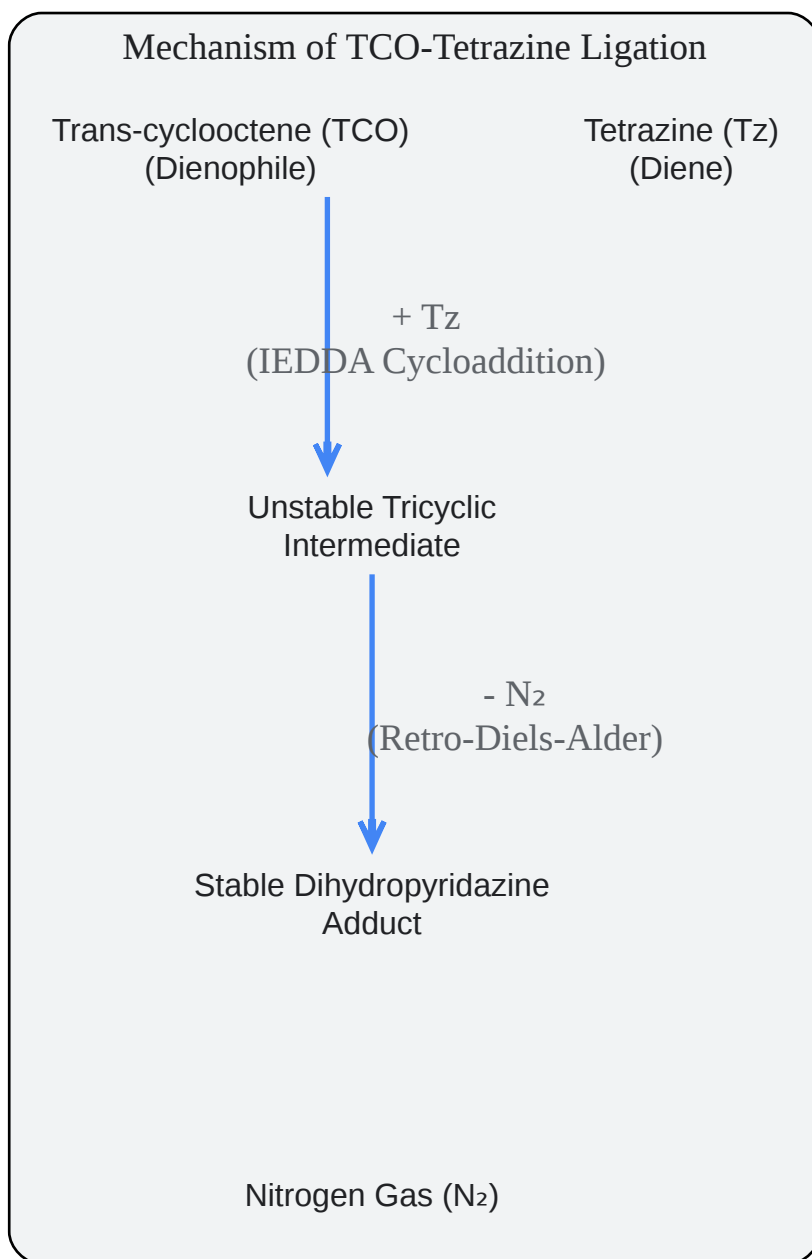 Mechanism of TCO-Tetrazine Ligation
Trans-cyclooctene (TCO)
(Dienophile)
Tetrazine (Tz)
(Diene)
+ Tz
(IEDDA Cycloaddition)
Unstable Tricyclic
Intermediate
- N₂
(Retro-Diels-Alder)
Stable Dihydropyridazine
Adduct
Nitrogen Gas (N₂)